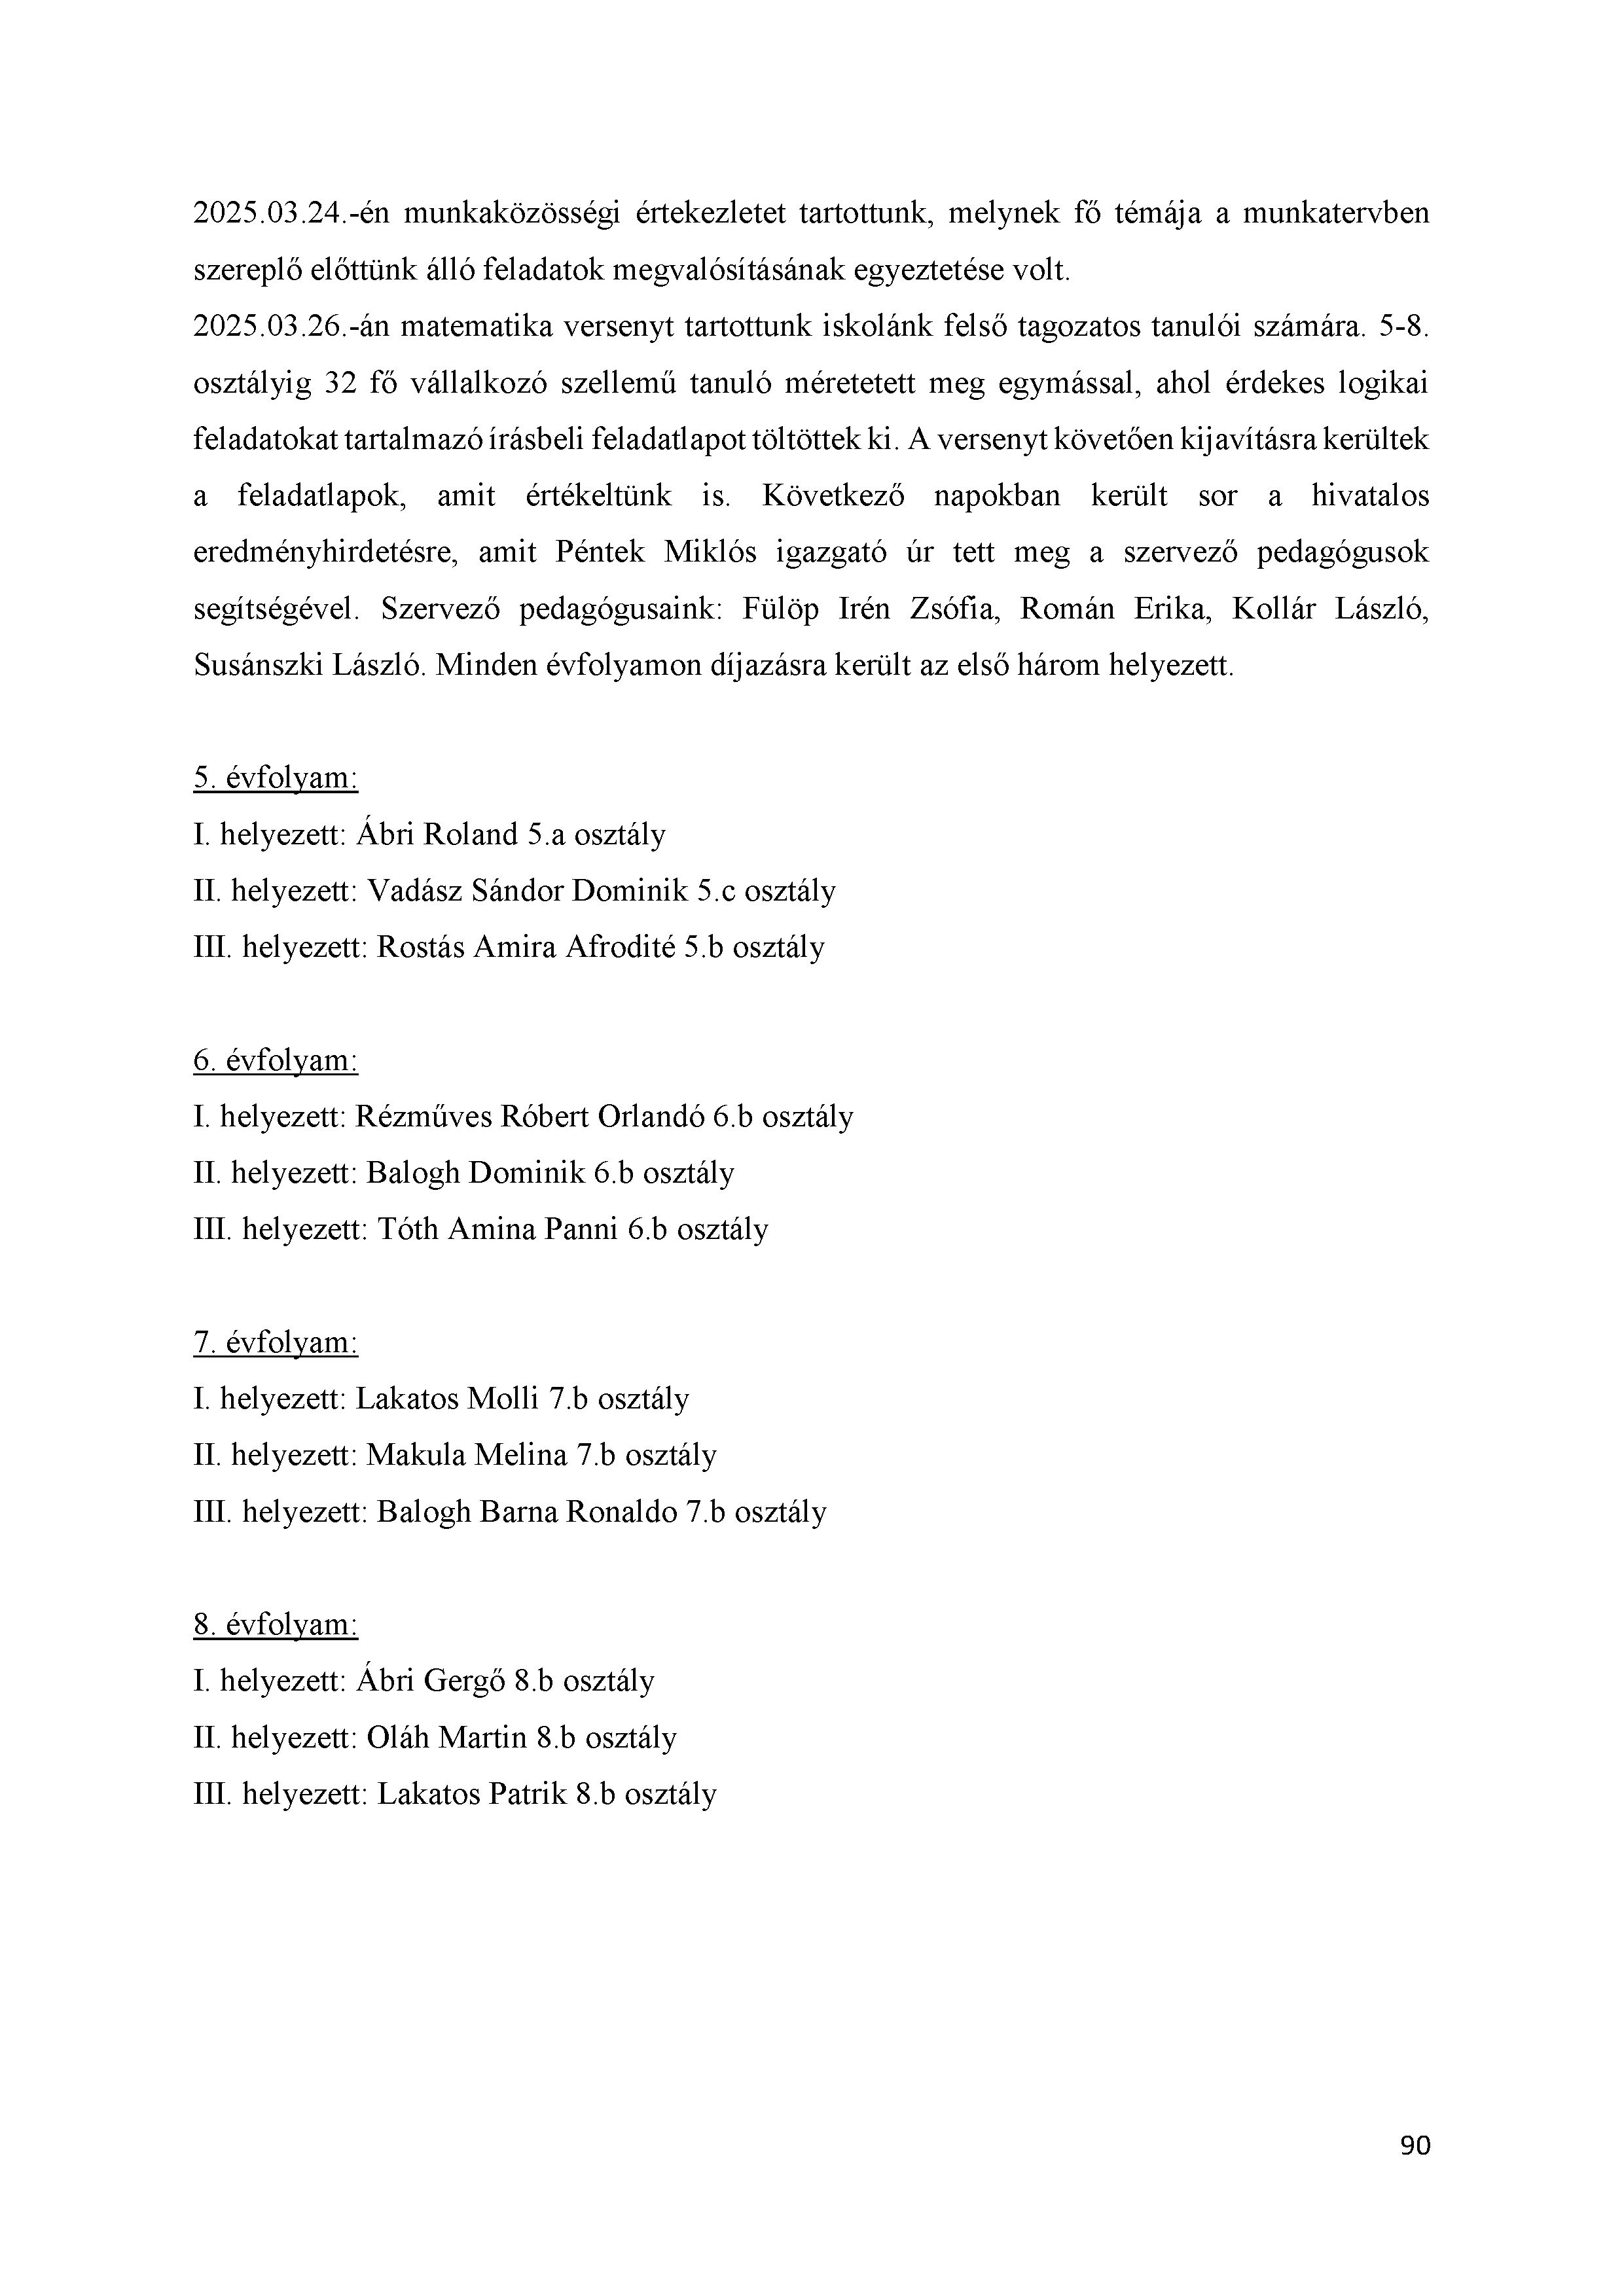 2025.03.24.-én munkaközösségi értekezletet tartottunk, melynek fő témája a munkatervben
szereplő előttünk álló feladatok megvalósításának egyeztetése volt.
2025.03.26.-án matematika versenyt tartottunk iskolánk felső tagozatos tanulói számára. 5-8.
osztályig 32 fő vállalkozó szellemű tanuló méretetett meg egymással, ahol érdekes logikai
feladatokat tartalmazó írásbeli feladatlapot töltöttek ki. A versenyt követően kijavításra kerültek
a feladatlapok, amit értékeltünk is. Következő napokban került sor a hivatalos
eredményhirdetésre, amit Péntek Miklós igazgató úr tett meg a szervező pedagógusok
segítségével. Szervező pedagógusaink: Fülöp Irén Zsófia, Román Erika, Kollár László,
Susánszki László. Minden évfolyamon díjazásra került az első három helyezett.
5. évfolyam:
I. helyezett: Ábri Roland 5.a osztály
II. helyezett: Vadász Sándor Dominik 5.c osztály
III. helyezett: Rostás Amira Afrodité 5.b osztály
6. évfolyam:
I. helyezett: Rézműves Róbert Orlandó 6.b osztály
II. helyezett: Balogh Dominik 6.b osztály
III. helyezett: Tóth Amina Panni 6.b osztály
7. évfolyam:
I. helyezett: Lakatos Molli 7.b osztály
II. helyezett: Makula Melina 7.b osztály
III. helyezett: Balogh Barna Ronaldo 7.b osztály
8. évfolyam:
I. helyezett: Ábri Gergő 8.b osztály
II. helyezett: Oláh Martin 8.b osztály
III. helyezett: Lakatos Patrik 8.b osztály
90